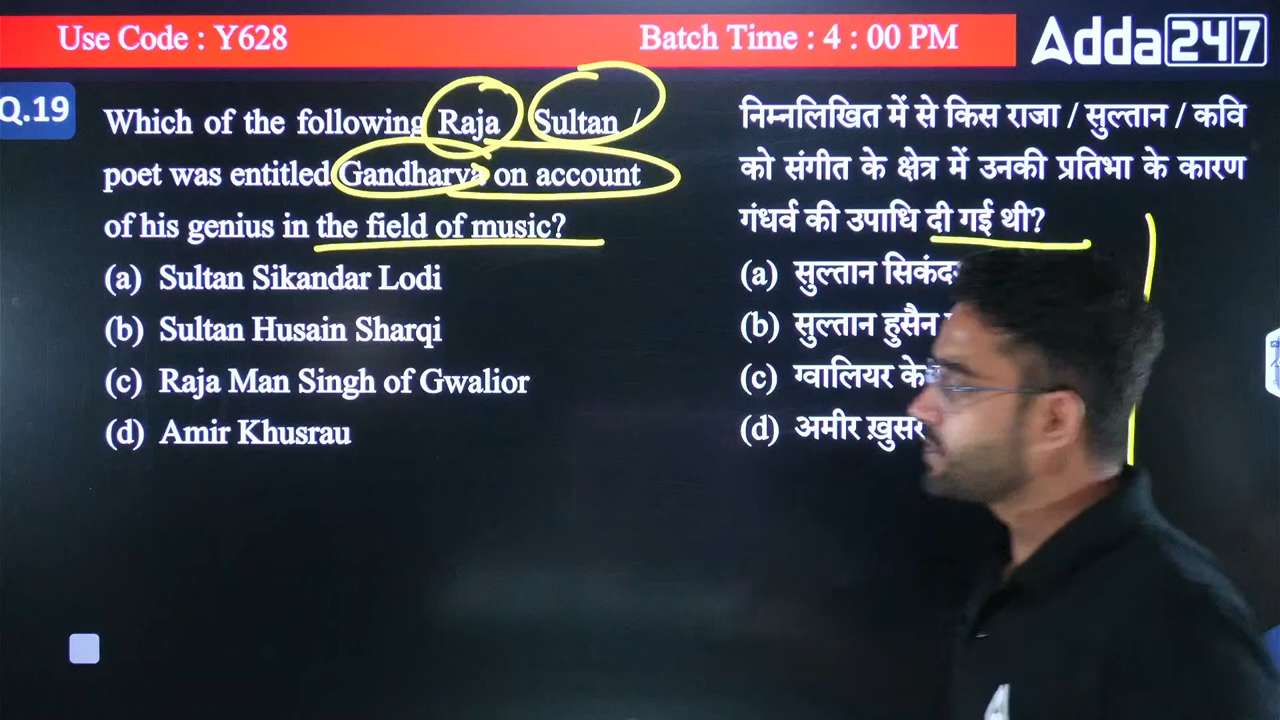 Use Code : Y628
Batch Time : 4 : 00 PM
Adda247
Q.19
Which of the following Raja Sultan /
poet was entitled Gandharva on account
of his genius in the field of music?
(a) Sultan Sikandar Lodi
(b) Sultan Husain Sharqi
(c) Raja Man Singh of Gwalior
(d) Amir Khusrau
निम्नलिखित में से किस राजा / सुल्तान / कवि
को संगीत के क्षेत्र में उनकी प्रतिभा के कारण
गंधर्व की उपाधि दी गई थी?
(a) सुल्तान
(b) सुल्तान हुसैन
(c) ग्वालियर के
(d) अमीर